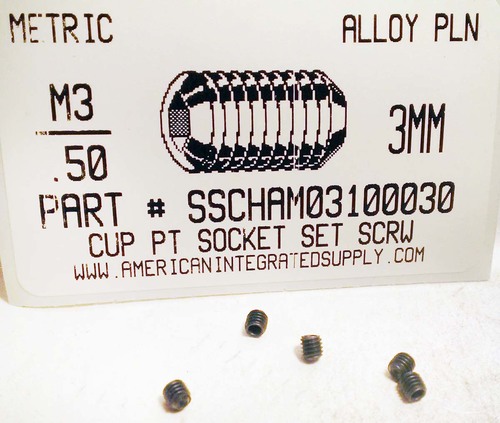 METRIC ALLOY PLN
M3
.50
3MM
PART # SSCHAM03100030
CUP PT SOCKET SET SCRW
WWW.AMERICANINTEGRATEDSUPPLY.COM